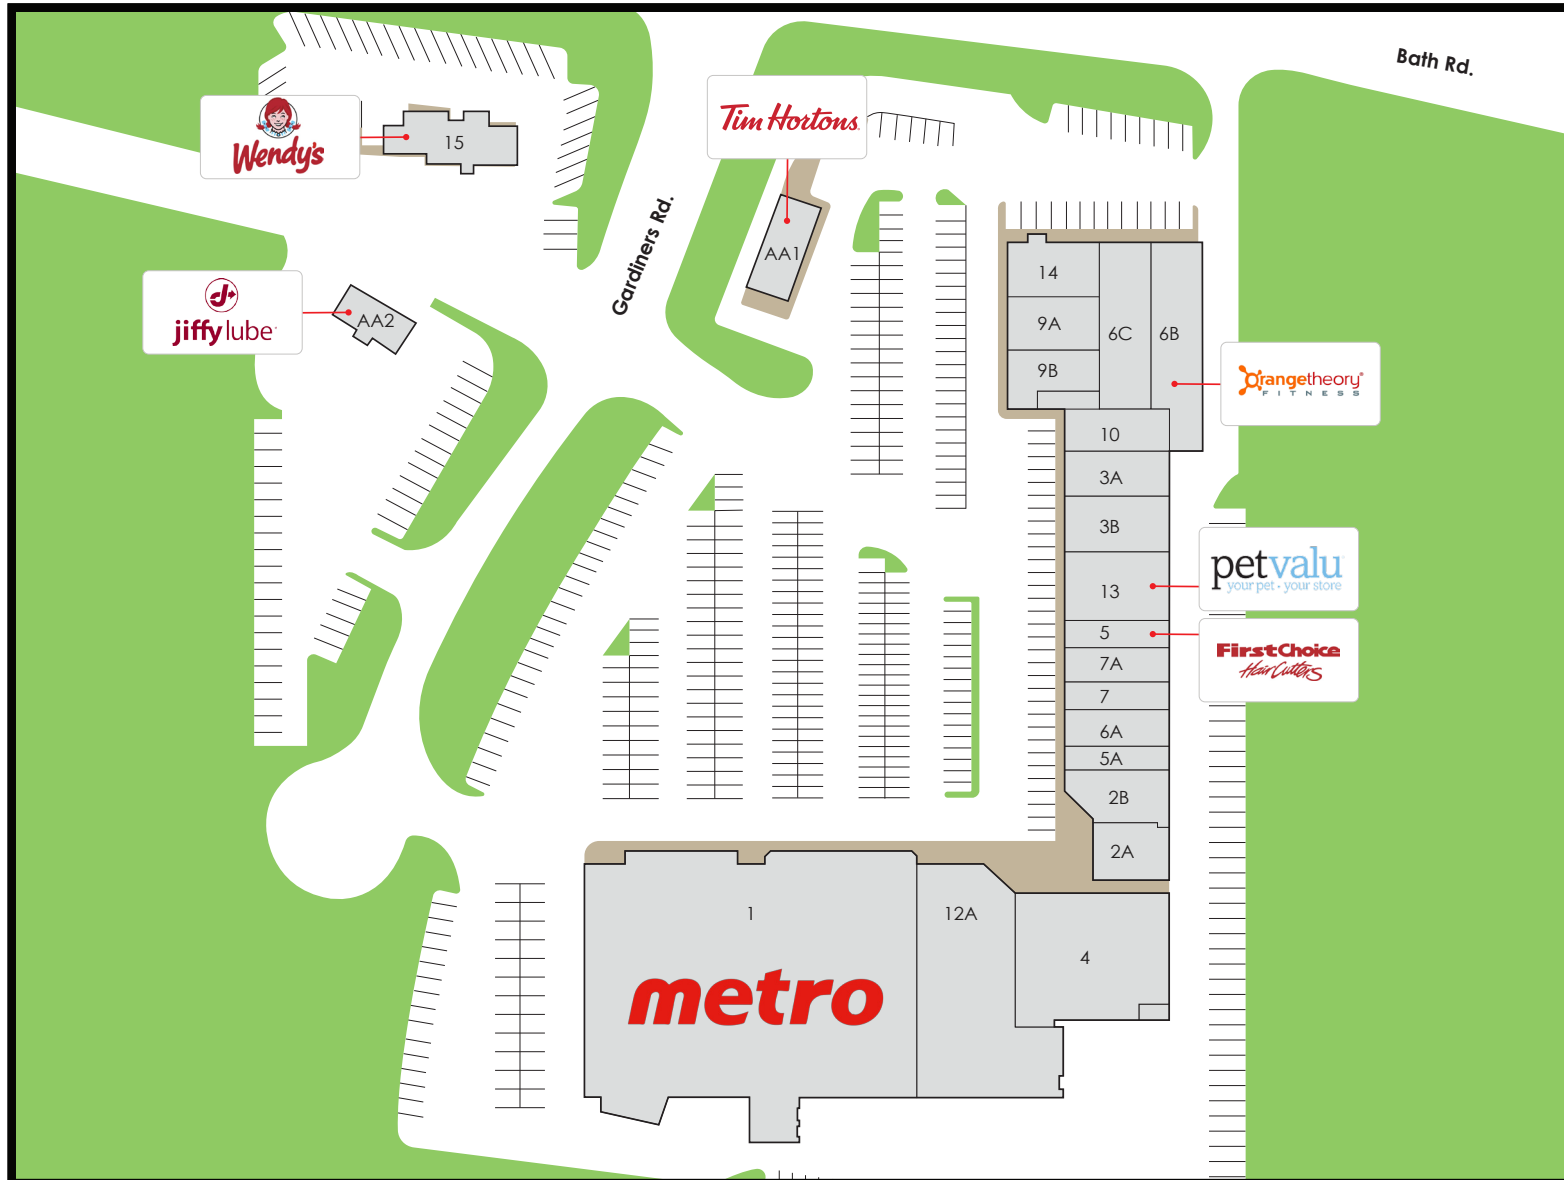 Bath Rd.
Wendy's
15
Tim Hortons
AA1
Gardiners Rd.
jiffy lube
AA2
14
9A
9B
6C
6B
Orangetheory®
FITNESS
10
3A
3B
13
petvalu
your pet • your store
5
First Choice
Hair Cutters
7A
7
6A
5A
2B
2A
1
metro
12A
4